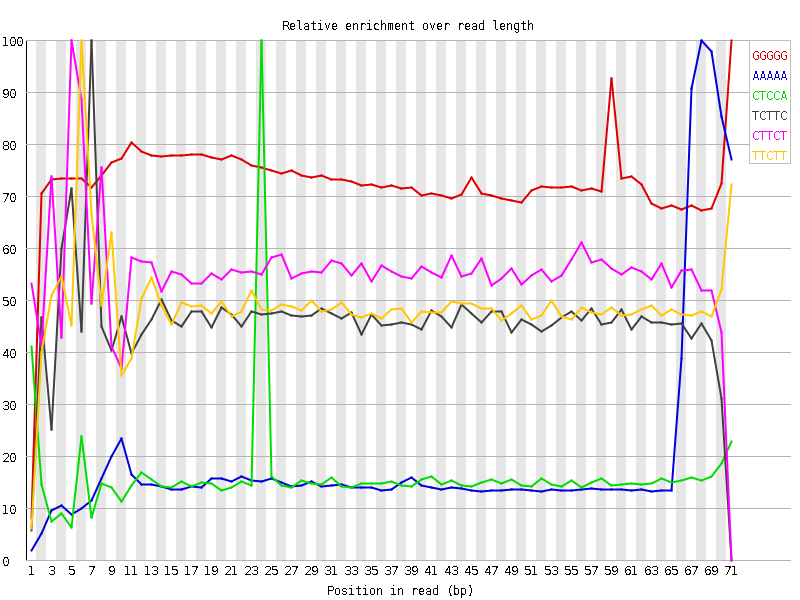 Relative enrichment over read length
100
90
80
70
60
50
40
30
20
10
0
GGGGG
AAAAA
CTCCA
TCTTC
CTTCT
TTCTT
1 3 5 7 9 11 13 15 17 19 21 23 25 27 29 31 33 35 37 39 41 43 45 47 49 51 53 55 57 59 61 63 65 67 69 71
Position in read (bp)